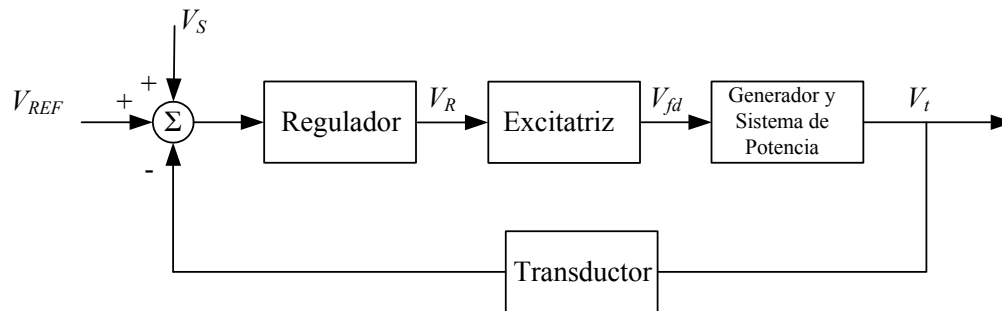 V_S
V_REF
+
+
Σ
-
Regulador
V_R
Excitatriz
V_fd
Generador y
Sistema de
Potencia
V_t
Transductor